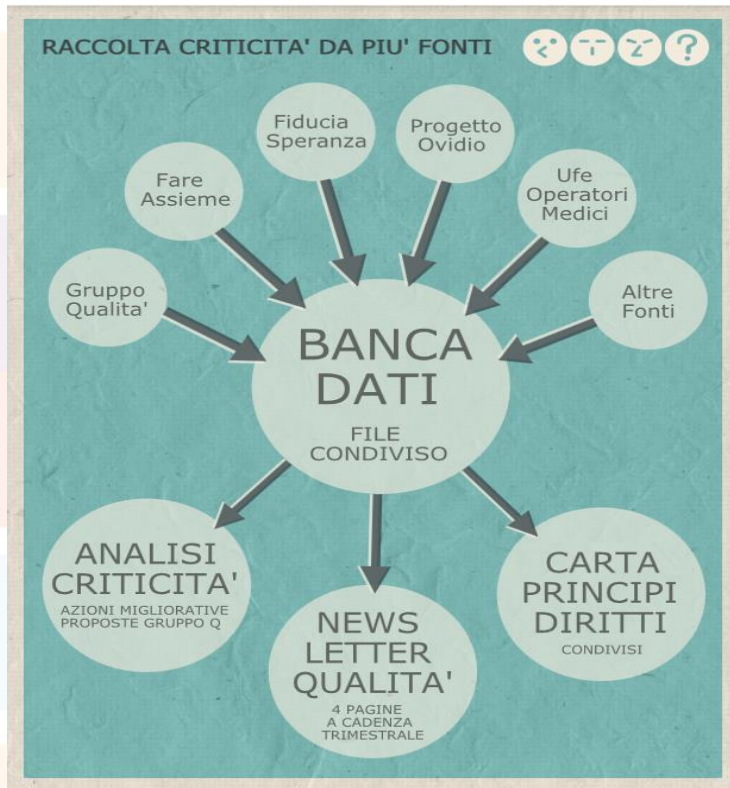 RACCOLTA CRITICITA' DA PIU' FONTI
?
Fiducia
Speranza
Progetto
Ovidio
Fare
Assieme
Ufe
Operatori
Medici
Gruppo
Qualita'
Altre
Fonti
BANCA
DATI
FILE
CONDIVISO
ANALISI
CRITICITA'
AZIONI MIGLIORATIVE
PROPOSTE GRUPPO Q
NEWS
LETTER
QUALITA'
4 PAGINE
A CADENZA
TRIMESTRALE
CARTA
PRINCIPI
DIRITTI
CONDIVISI